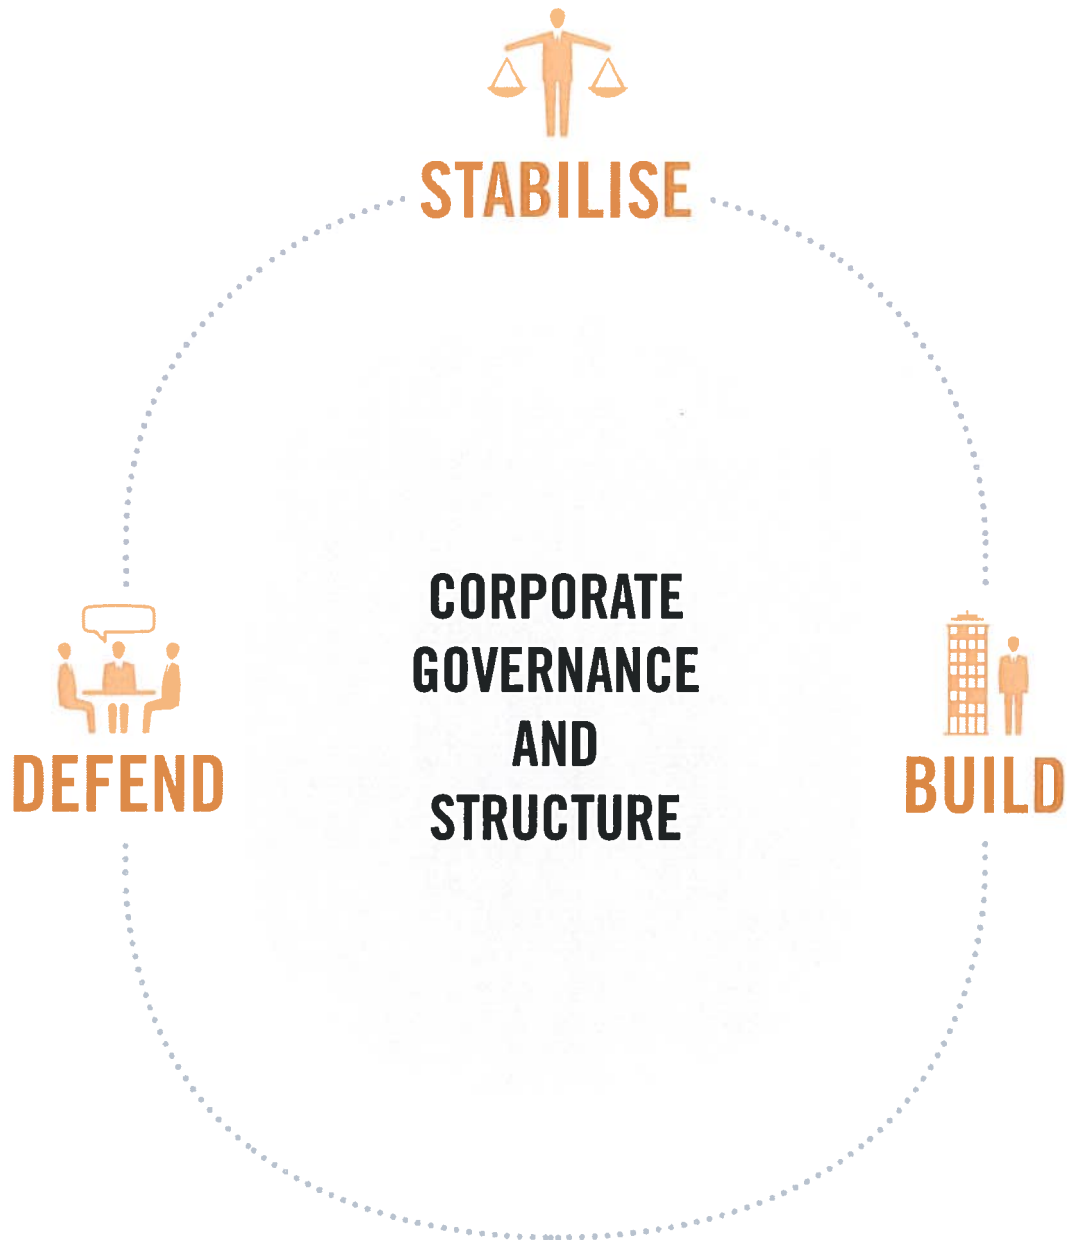 STABILISE
CORPORATE
GOVERNANCE
AND
STRUCTURE
DEFEND
BUILD